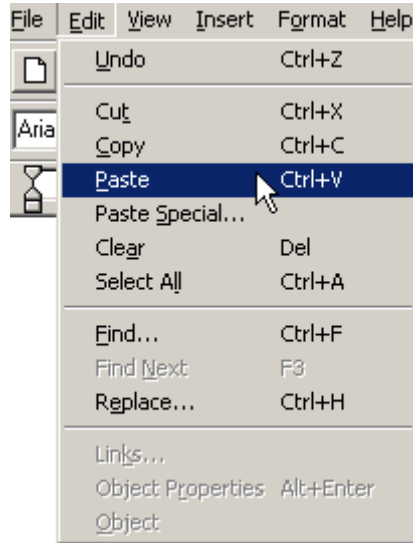 File Edit View Insert Format Help
Undo Ctrl+Z
Aria
Cut Ctrl+X
Copy Ctrl+C
Paste Ctrl+V
Paste Special...
Clear Del
Select All Ctrl+A
Find... Ctrl+F
Find Next F3
Replace... Ctrl+H
Links...
Object Properties Alt+Enter
Object